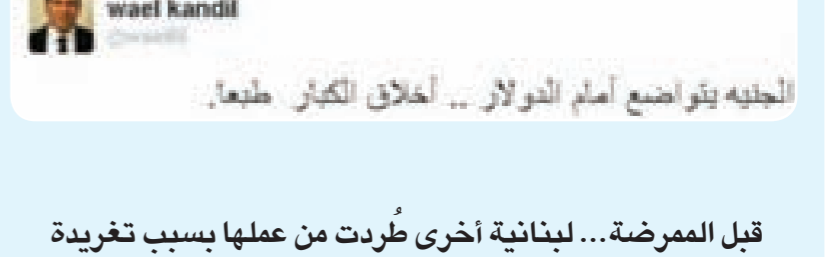 wael kandil
الجنيه يتواضع أمام الدولار .. أخلاق الكبار طبعا.
قبل الممرضة... لبنانية أخرى طُردت من عملها بسبب تغريدة